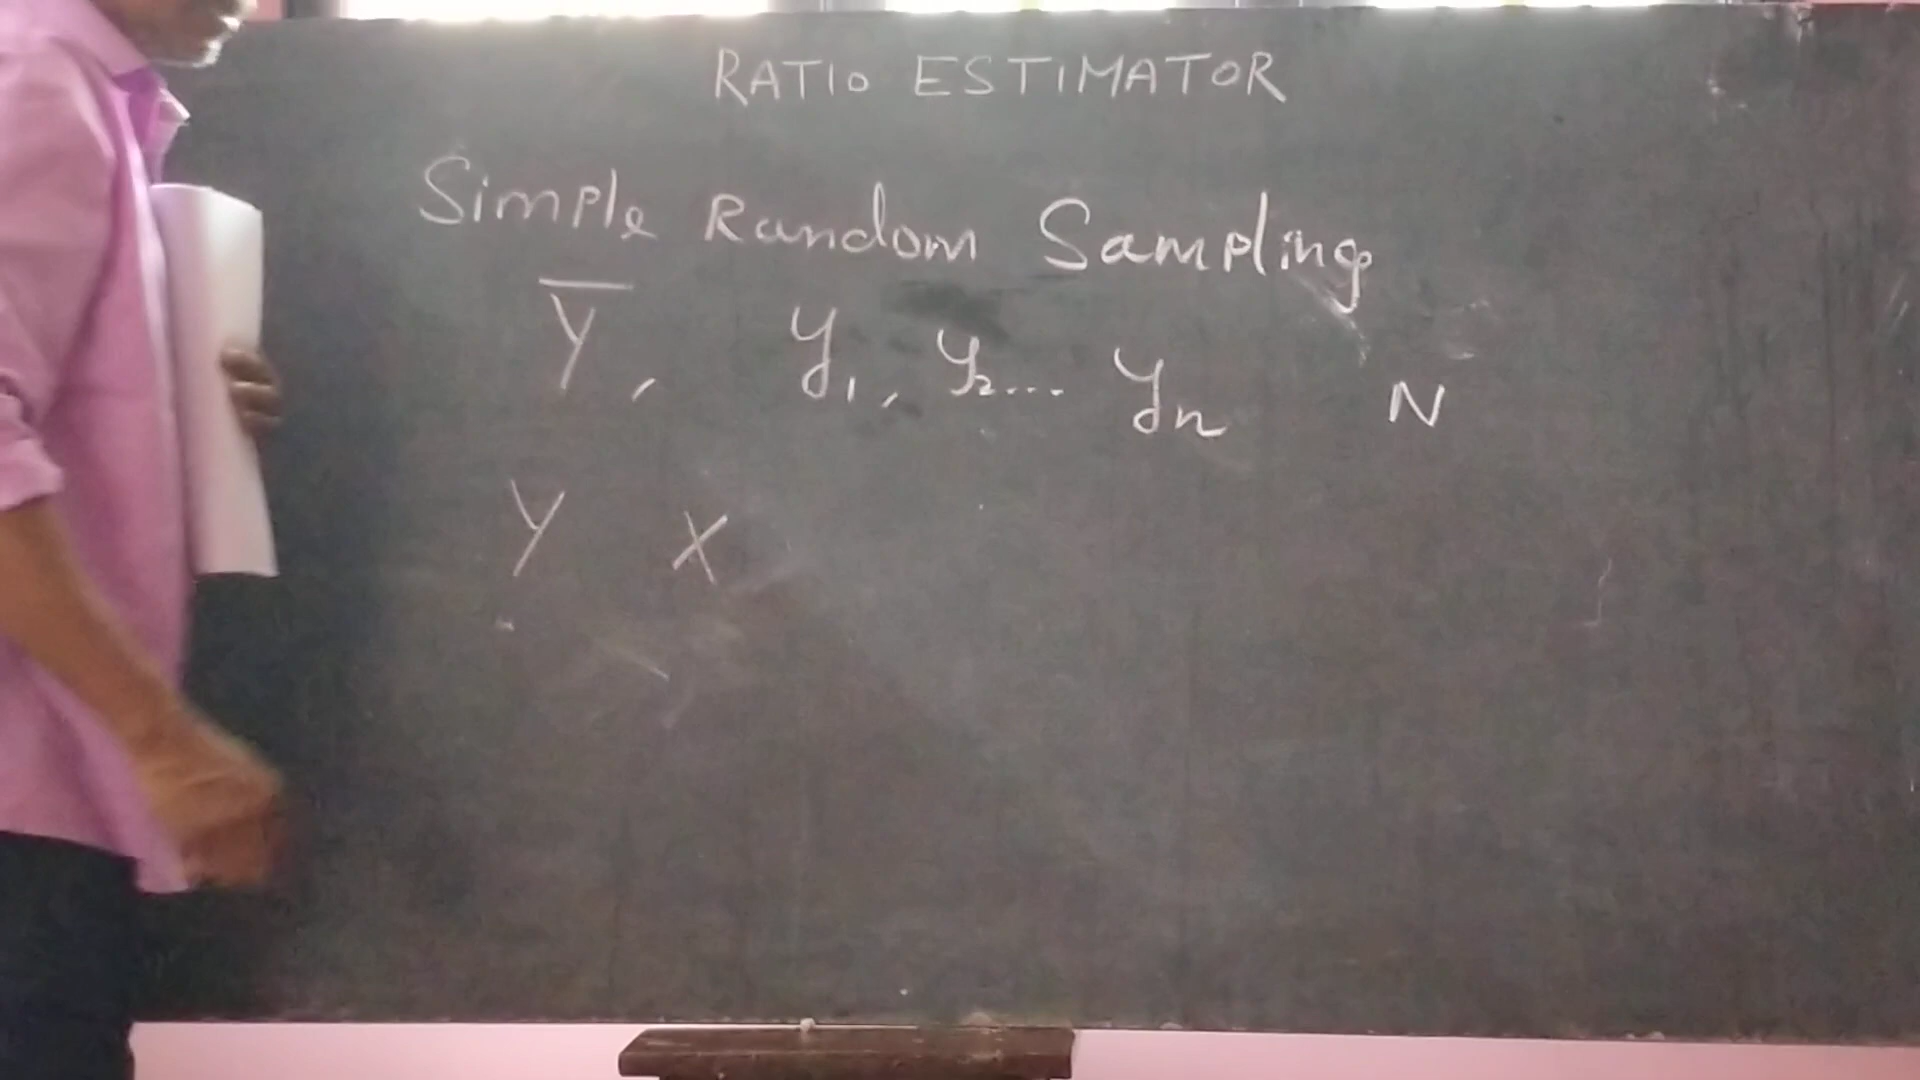 RATIO ESTIMATOR
Simple Random Sampling
Y̅, y₁, y₂... yₙ N
Y X